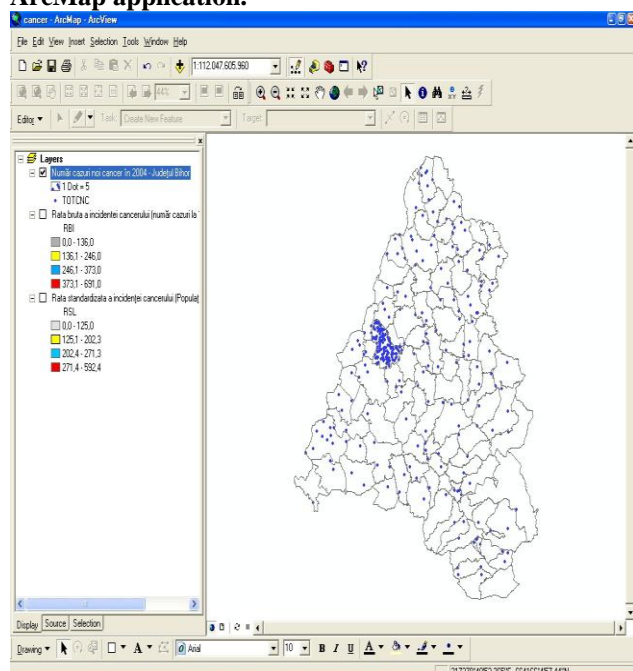 ArcMap application.
cancer - ArcMap - ArcView
File Edit View Insert Selection Tools Window Help
1:112.047.605.960
44%
Editor Task: Create New Feature Target:
Layers
Număr cazuri noi cancer în 2004 - Județul Bihor
1 Dot = 5
TOTCNC
Rata bruta a incidentei cancerului (număr cazuri la
RBI
0,0 - 136,0
136,1 - 246,0
246,1 - 373,0
373,1 - 691,0
Rata standardizata a incidenței cancerului (Populaț
RSL
0,0 - 125,0
125,1 - 202,3
202,4 - 271,3
271,4 - 592,4
Display Source Selection
Drawing A Arial 10 B I U A